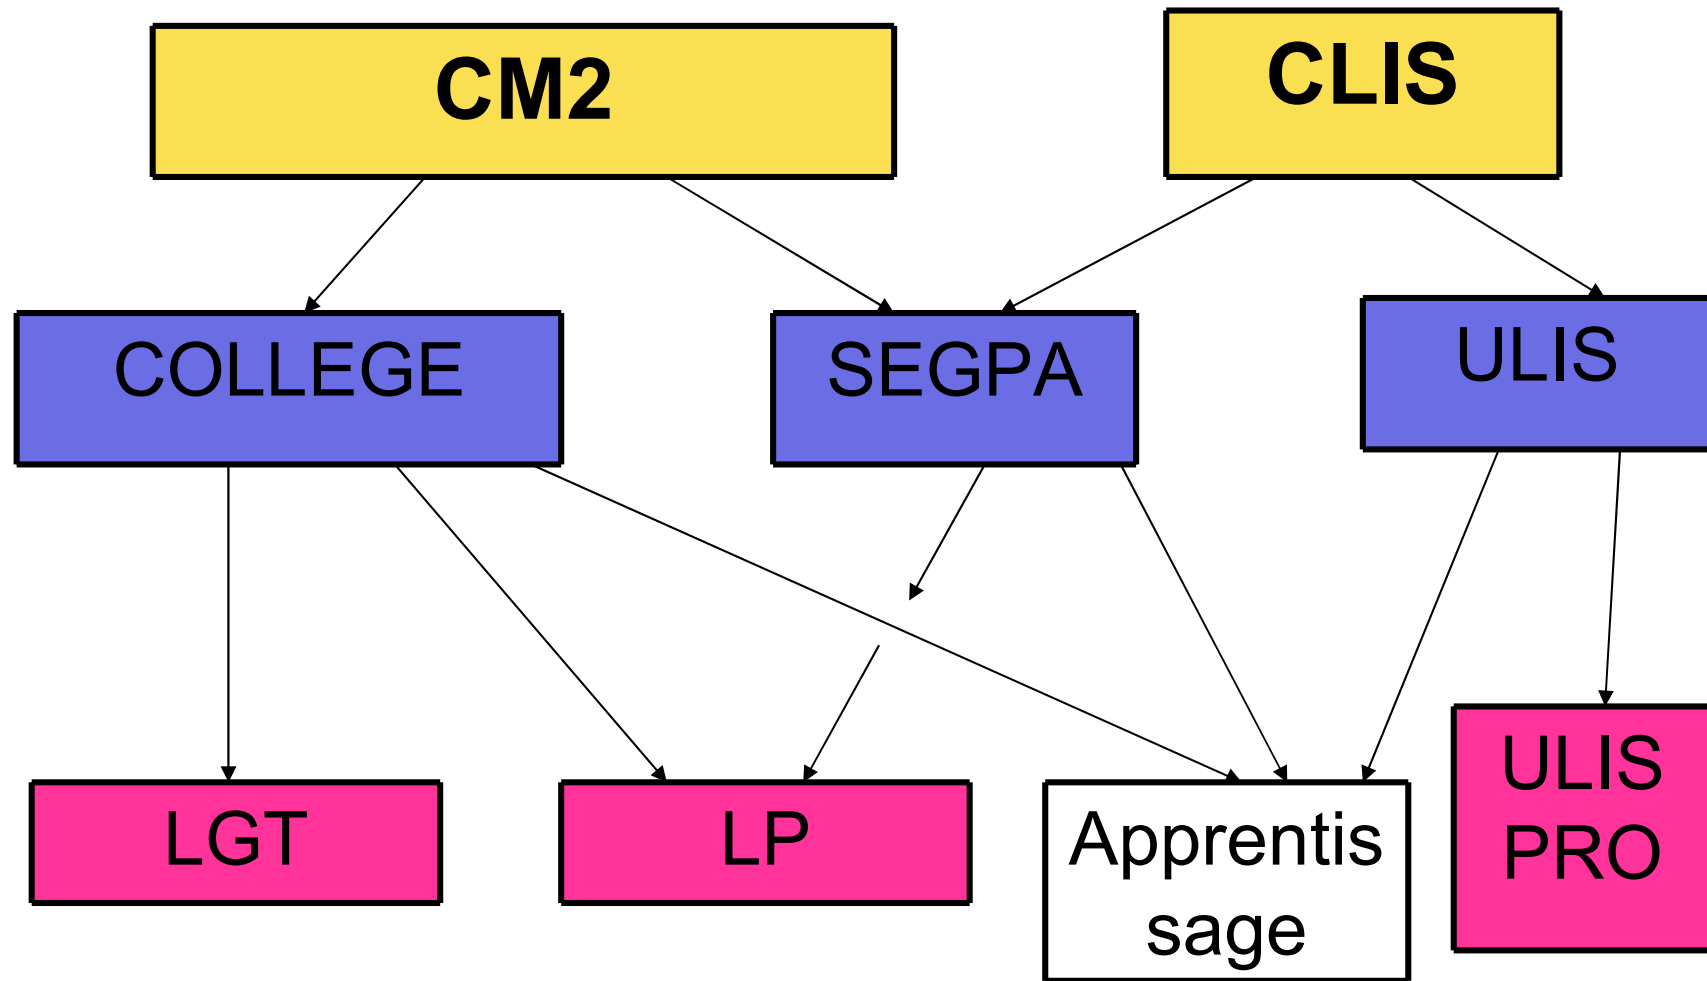 CM2
CLIS
COLLEGE
SEGPA
ULIS
LGT
LP
Apprentis
sage
ULIS
PRO